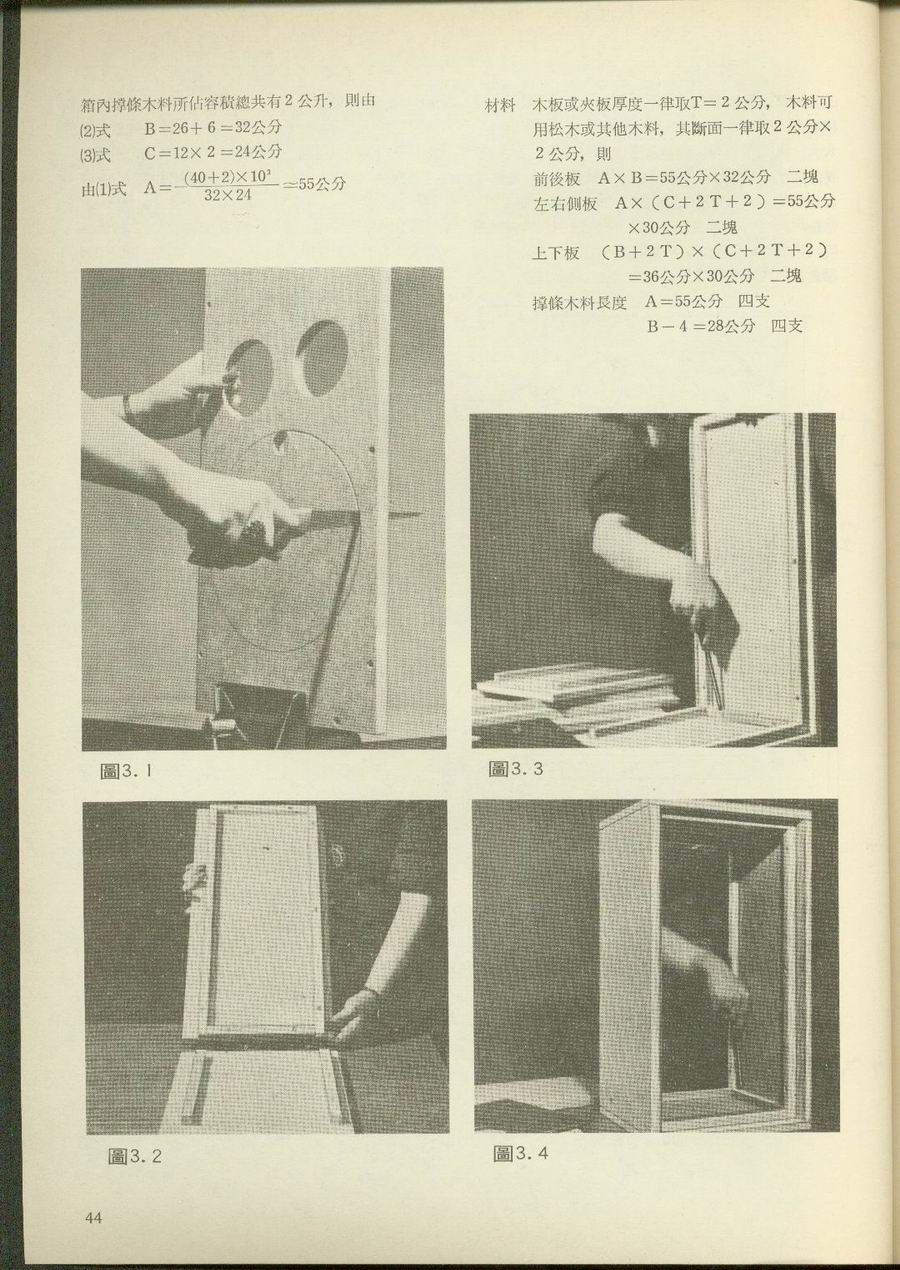 箱內撐條木料所佔容積總共有2公升，則由
⑵式　B=26+6=32公分
⑶式　C=12×2=24公分
由⑴式　A=(40+2)×10³/32×24≒55公分
材料　木板或夾板厚度一律取T=2公分，木料可
用松木或其他木料，其斷面一律取2公分×
2公分，則
前後板　A×B=55公分×32公分　二塊
左右側板　A×（C+2T+2）=55公分
×30公分　二塊
上下板　（B+2T）×（C+2T+2）
=36公分×30公分　二塊
撐條木料長度　A=55公分　四支
B－4=28公分　四支
圖3.1
圖3.3
圖3.2
圖3.4
44